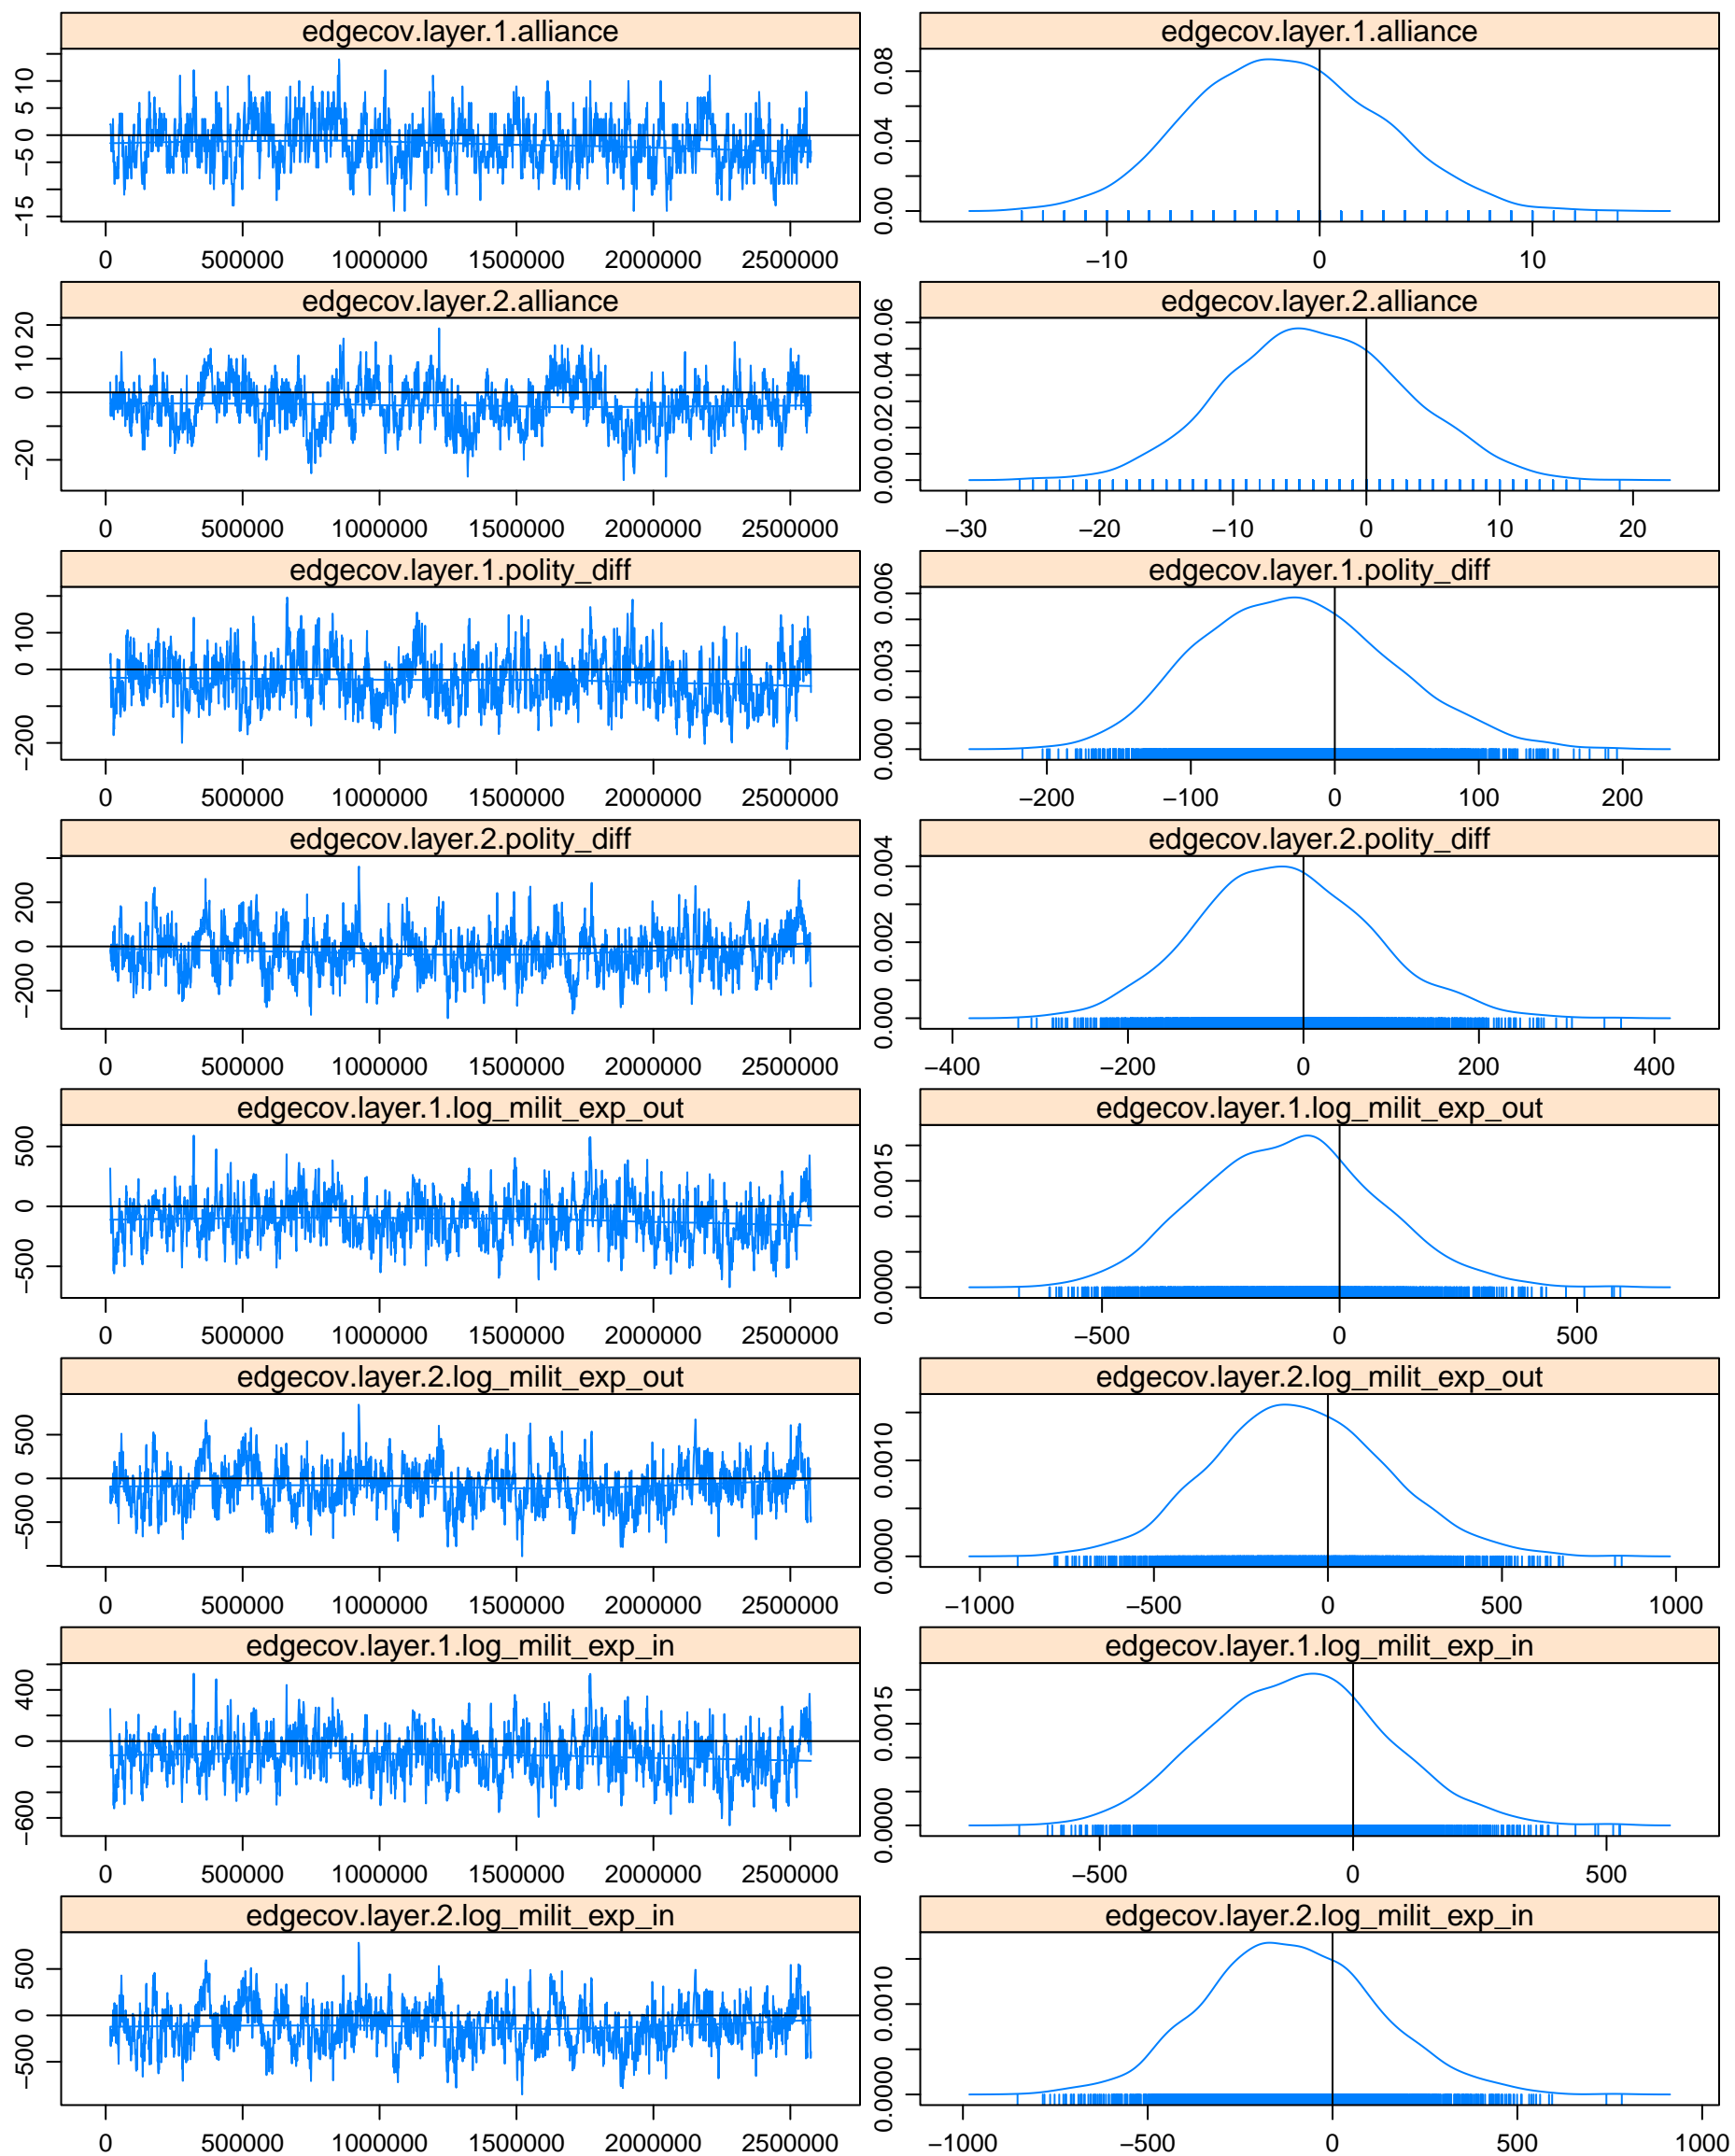 edgecov.layer.1.alliance
edgecov.layer.1.alliance
−15 −5 0 5 10
0.00 0.04 0.08
0 500000 1000000 1500000 2000000 2500000
−10 0 10
edgecov.layer.2.alliance
edgecov.layer.2.alliance
−20 0 10 20
0.00 0.02 0.04 0.06
0 500000 1000000 1500000 2000000 2500000
−30 −20 −10 0 10 20
edgecov.layer.1.polity_diff
edgecov.layer.1.polity_diff
−200 0 100
0.000 0.003 0.006
0 500000 1000000 1500000 2000000 2500000
−200 −100 0 100 200
edgecov.layer.2.polity_diff
edgecov.layer.2.polity_diff
−200 0 200
0.000 0.002 0.004
0 500000 1000000 1500000 2000000 2500000
−400 −200 0 200 400
edgecov.layer.1.log_milit_exp_out
edgecov.layer.1.log_milit_exp_out
−500 0 500
0.0000 0.0015
0 500000 1000000 1500000 2000000 2500000
−500 0 500
edgecov.layer.2.log_milit_exp_out
edgecov.layer.2.log_milit_exp_out
−500 0 500
0.0000 0.0010
0 500000 1000000 1500000 2000000 2500000
−1000 −500 0 500 1000
edgecov.layer.1.log_milit_exp_in
edgecov.layer.1.log_milit_exp_in
−600 0 400
0.0000 0.0015
0 500000 1000000 1500000 2000000 2500000
−500 0 500
edgecov.layer.2.log_milit_exp_in
edgecov.layer.2.log_milit_exp_in
−500 0 500
0.0000 0.0010
0 500000 1000000 1500000 2000000 2500000
−1000 −500 0 500 1000